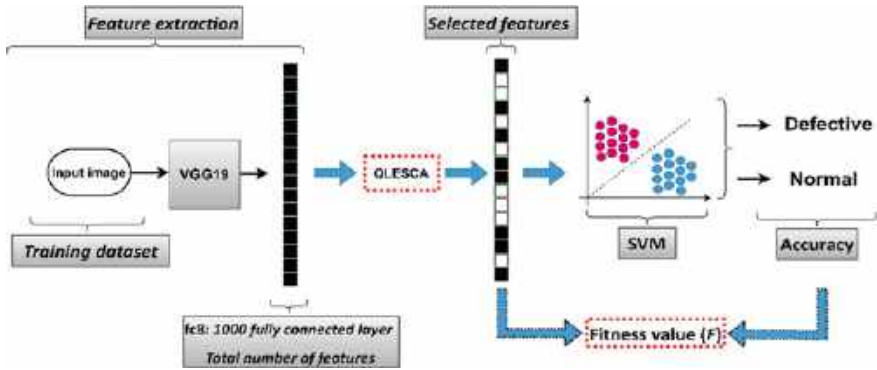 Feature extraction
Selected features
Input image
VGG19
QLESCA
Defective
Normal
Training dataset
SVM
Accuracy
fc8: 1000 fully connected layer
Total number of features
Fitness value (F)